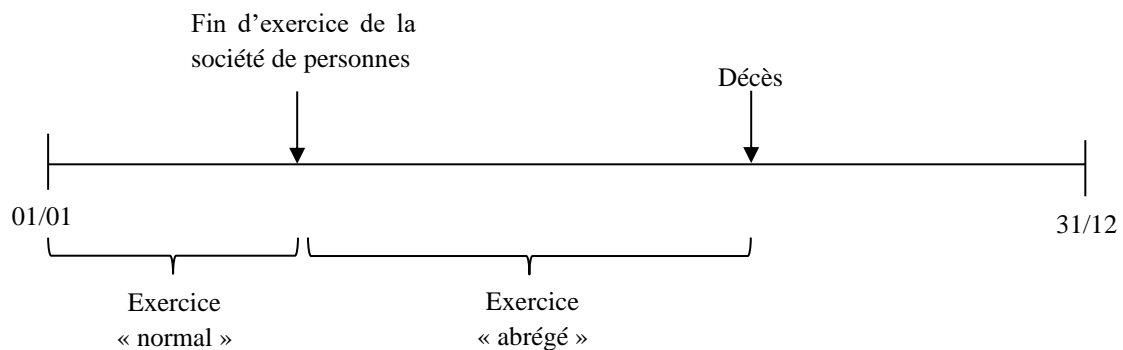 Fin d’exercice de la
société de personnes
Décès
01/01
31/12
Exercice
« normal »
Exercice
« abrégé »